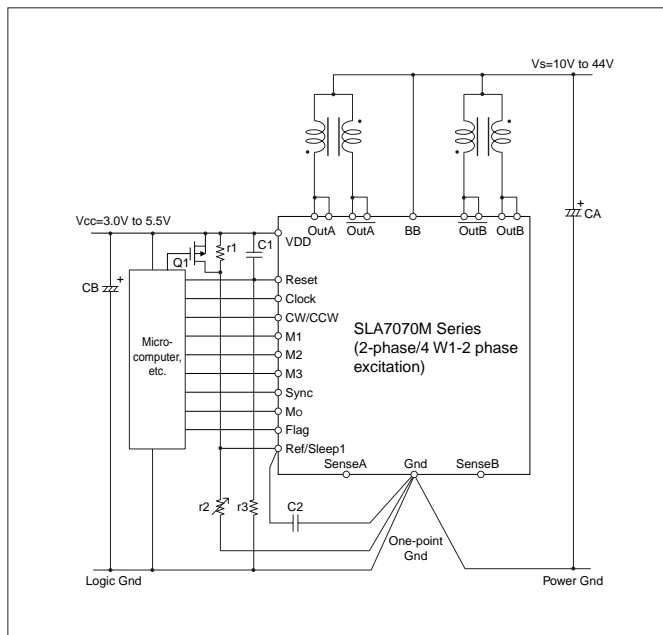 Vs=10V to 44V
Vcc=3.0V to 5.5V
CA
OutA
OutA
BB
OutB
OutB
VDD
r1
C1
Q1
CB
Reset
Clock
CW/CCW
M1
M2
M3
Sync
Mo
Flag
Ref/Sleep1
Micro-
computer,
etc.
SLA7070M Series
(2-phase/4 W1-2 phase
excitation)
SenseA
Gnd
SenseB
r2
r3
C2
One-point
Gnd
Logic Gnd
Power Gnd